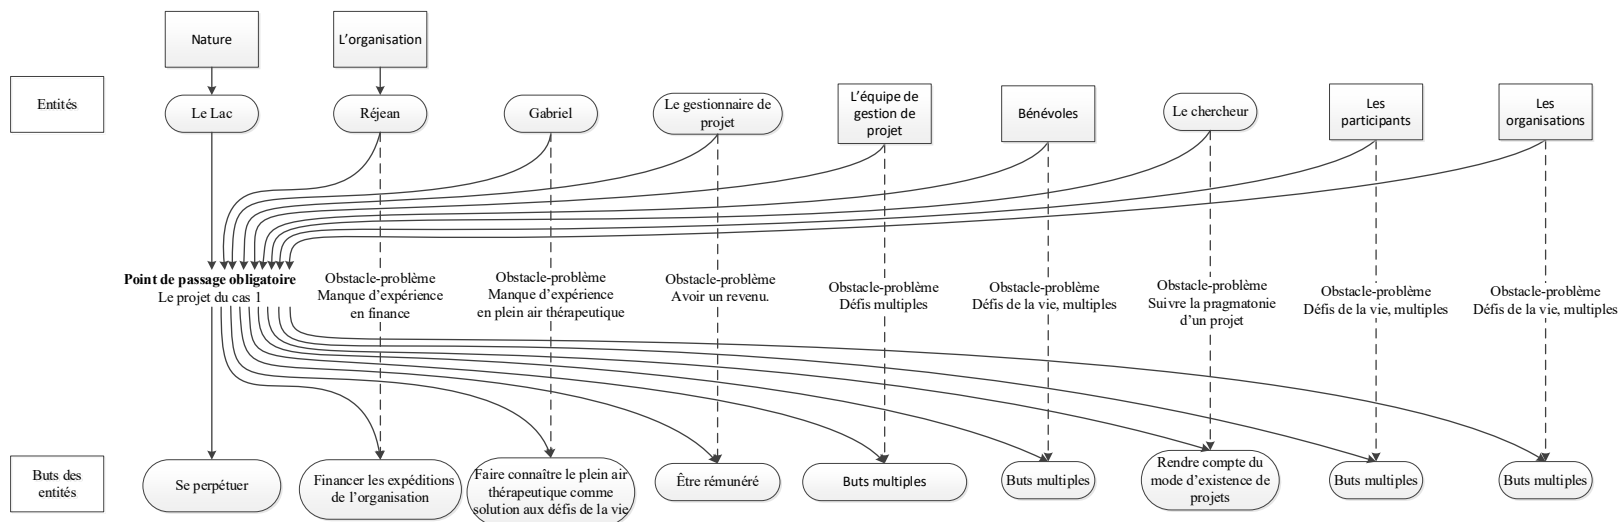 Nature
L'organisation
Entités
Le Lac
Réjean
Gabriel
Le gestionnaire de
projet
L'équipe de
gestion de
projet
Bénévoles
Le chercheur
Les
participants
Les
organisations
Point de passage obligatoire
Le projet du cas 1
Obstacle-problème
Manque d'expérience
en finance
Obstacle-problème
Manque d'expérience
en plein air thérapeutique
Obstacle-problème
Avoir un revenu.
Obstacle-problème
Défis multiples
Obstacle-problème
Défis de la vie, multiples
Obstacle-problème
Suivre la pragmatonie
d'un projet
Obstacle-problème
Défis de la vie, multiples
Obstacle-problème
Défis de la vie, multiples
Buts des
entités
Se perpétuer
Financer les expéditions
de l'organisation
Faire connaître le plein air
thérapeutique comme
solution aux défis de la vie
Être rémunéré
Buts multiples
Buts multiples
Rendre compte du
mode d'existence de
projets
Buts multiples
Buts multiples